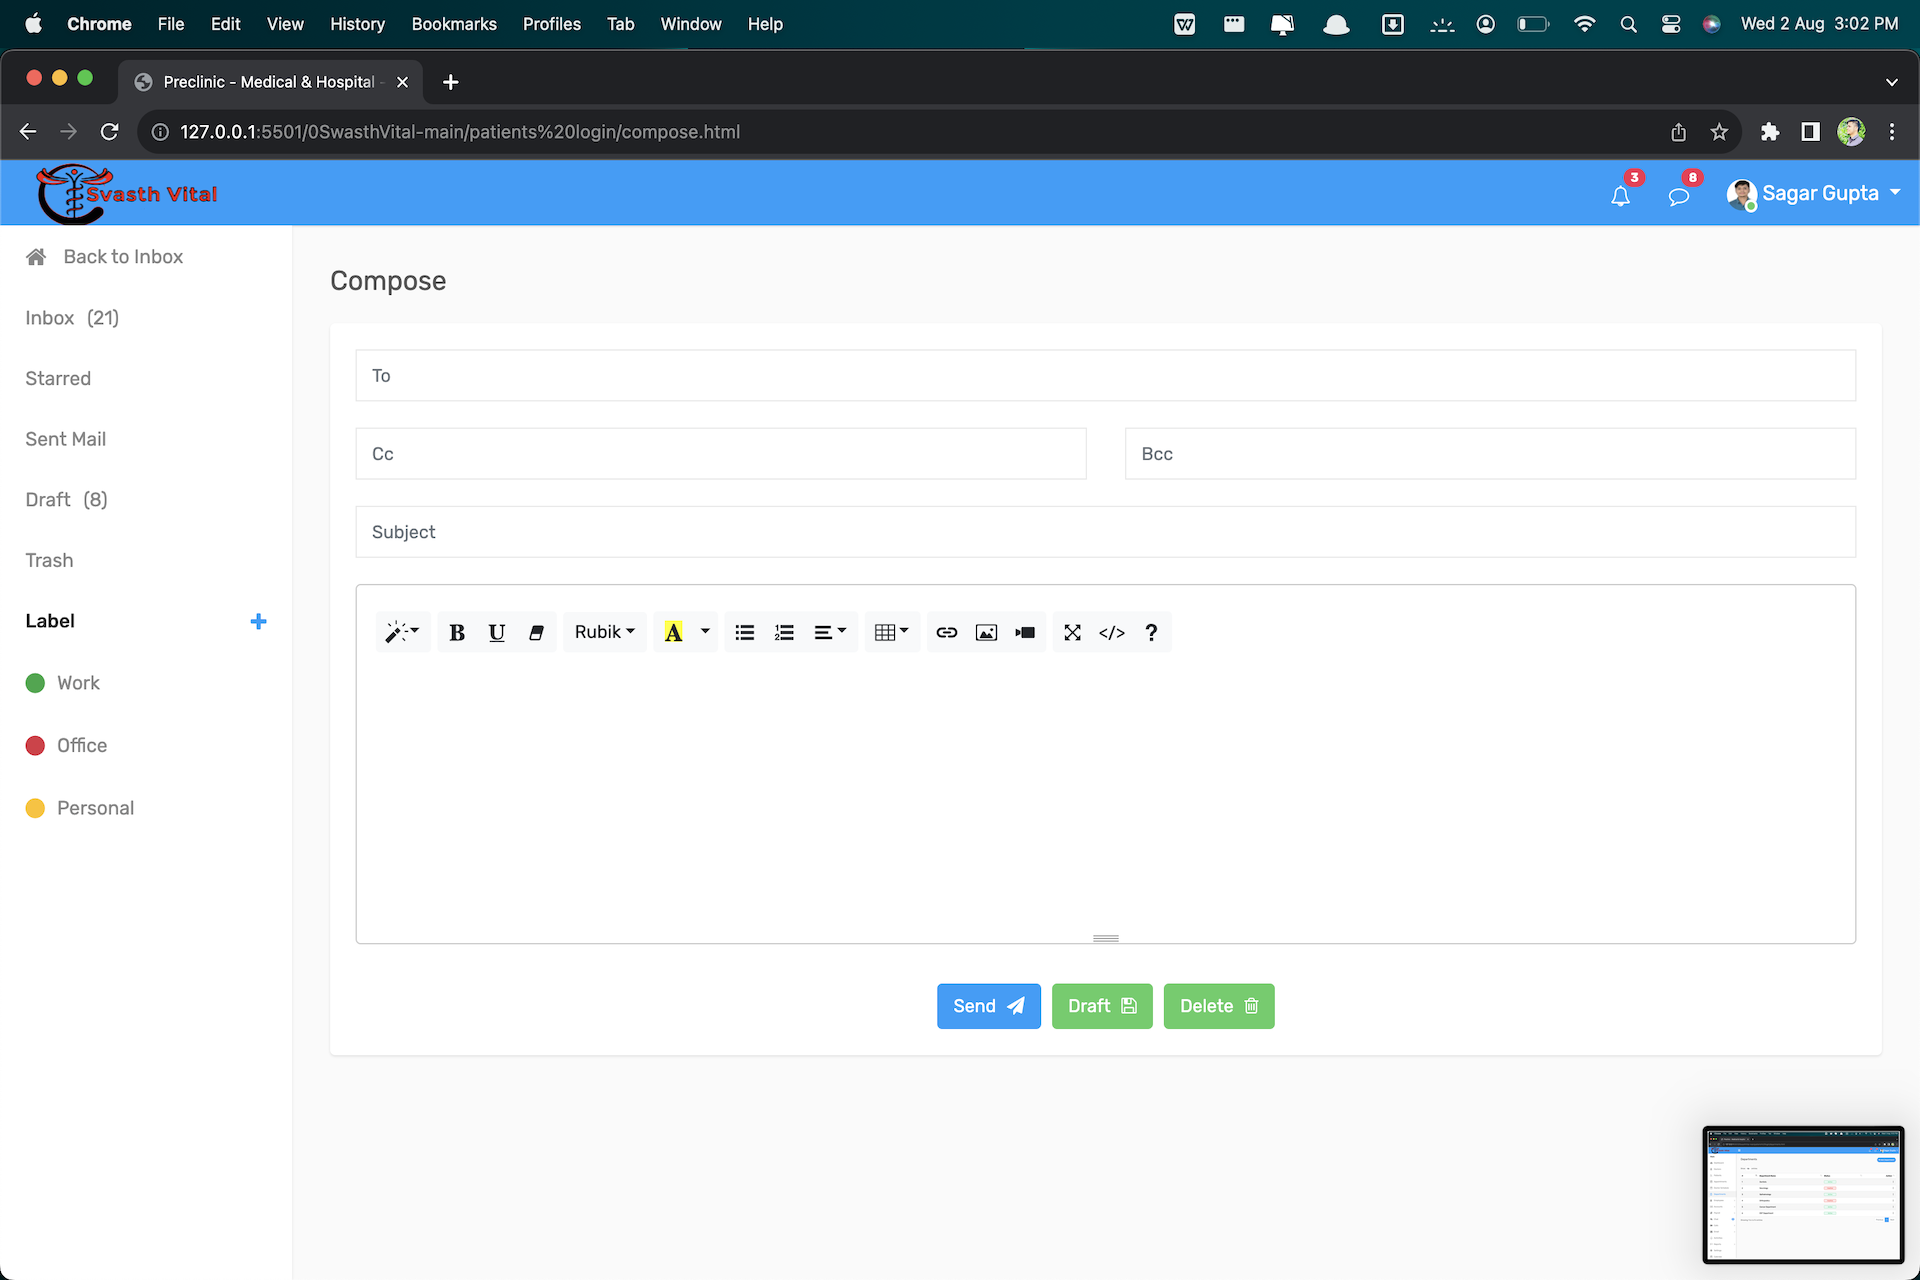 Chrome File Edit View History Bookmarks Profiles Tab Window Help Wed 2 Aug 3:02 PM
Preclinic - Medical & Hospital -
127.0.0.1:5501/0SwasthVital-main/patients%20login/compose.html
Svasth Vital 3 8 Sagar Gupta
Back to Inbox
Inbox (21)
Starred
Sent Mail
Draft (8)
Trash
Label
Work
Office
Personal
Compose
To
Cc Bcc
Subject
B U Rubik A </> ?
Send Draft Delete